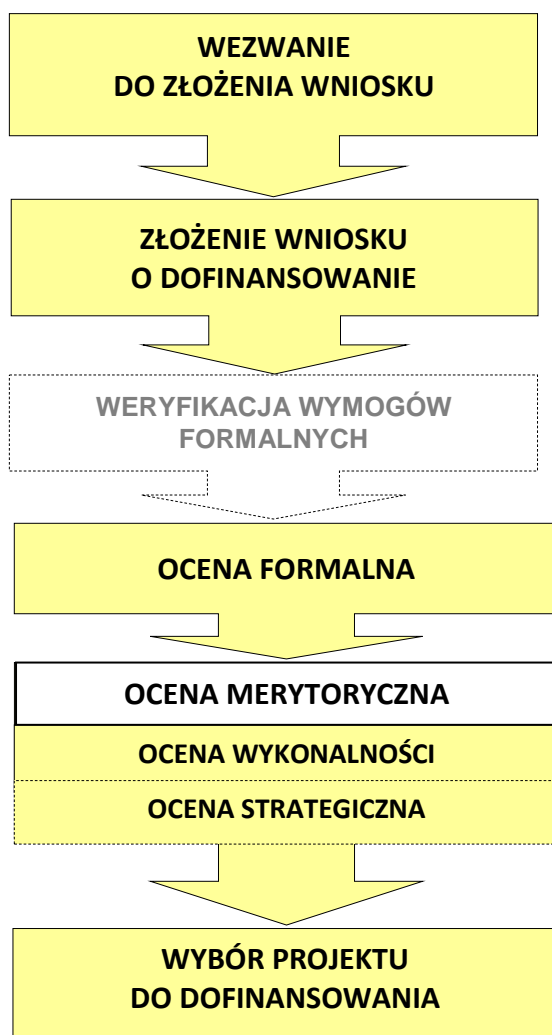 WEZWANIE
DO ZŁOŻENIA WNIOSKU
ZŁOŻENIE WNIOSKU
O DOFINANSOWANIE
WERYFIKACJA WYMOGÓW
FORMALNYCH
OCENA FORMALNA
OCENA MERYTORYCZNA
OCENA WYKONALNOŚCI
OCENA STRATEGICZNA
WYBÓR PROJEKTU
DO DOFINANSOWANIA